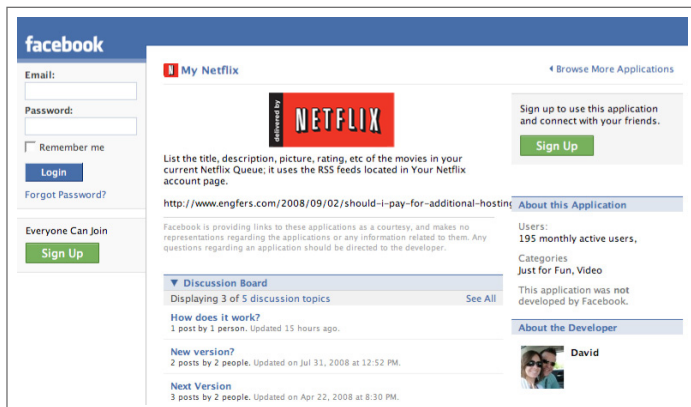 facebook
Email:
Password:
Remember me
Login
Forgot Password?
Everyone Can Join
Sign Up
N My Netflix
Browse More Applications
delivered by
NETFLIX
List the title, description, picture, rating, etc of the movies in your
current Netflix Queue; it uses the RSS feeds located in Your Netflix
account page.
http://www.engfers.com/2008/09/02/should-i-pay-for-additional-hosting
Facebook is providing links to these applications as a courtesy, and makes no
representations regarding the applications or any information related to them. Any
questions regarding an application should be directed to the developer.
Discussion Board
Displaying 3 of 5 discussion topics
See All
How does it work?
1 post by 1 person. Updated 15 hours ago.
New version?
2 posts by 2 people. Updated on Jul 31, 2008 at 12:52 PM.
Next Version
3 posts by 2 people. Updated on Apr 22, 2008 at 8:30 PM.
Sign up to use this application
and connect with your friends.
Sign Up
About this Application
Users:
195 monthly active users,
Categories
Just for Fun, Video
This application was not
developed by Facebook.
About the Developer
David